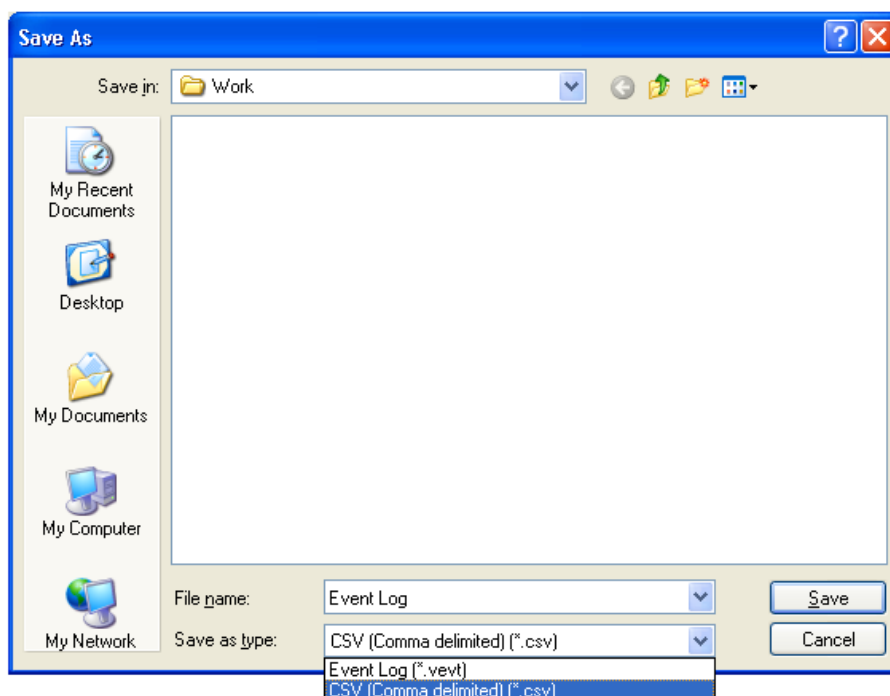 Save As
Save in:
Work
My Recent
Documents
Desktop
My Documents
My Computer
My Network
File name:
Event Log
Save
Save as type:
CSV (Comma delimited) (*.csv)
Cancel
Event Log (*.vevt)
CSV (Comma delimited) (*.csv)